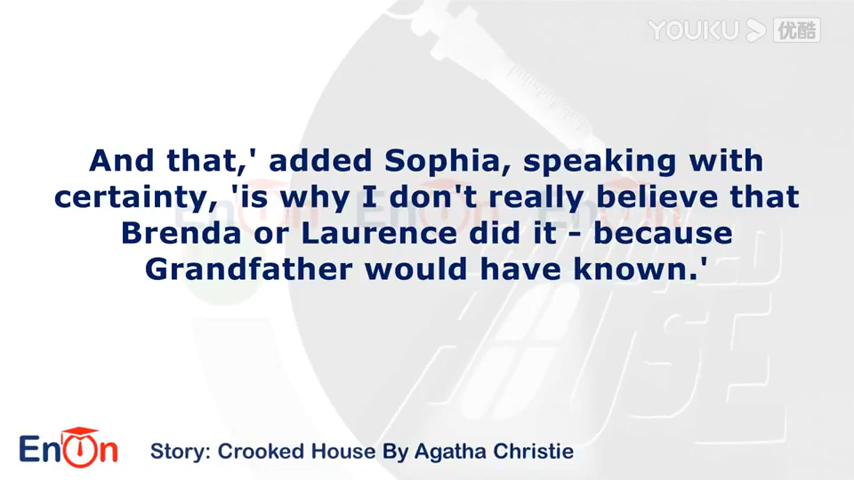 YOUKU 优酷
And that,' added Sophia, speaking with
certainty, 'is why I don't really believe that
Brenda or Laurence did it - because
Grandfather would have known.'
EnOn
Story: Crooked House By Agatha Christie